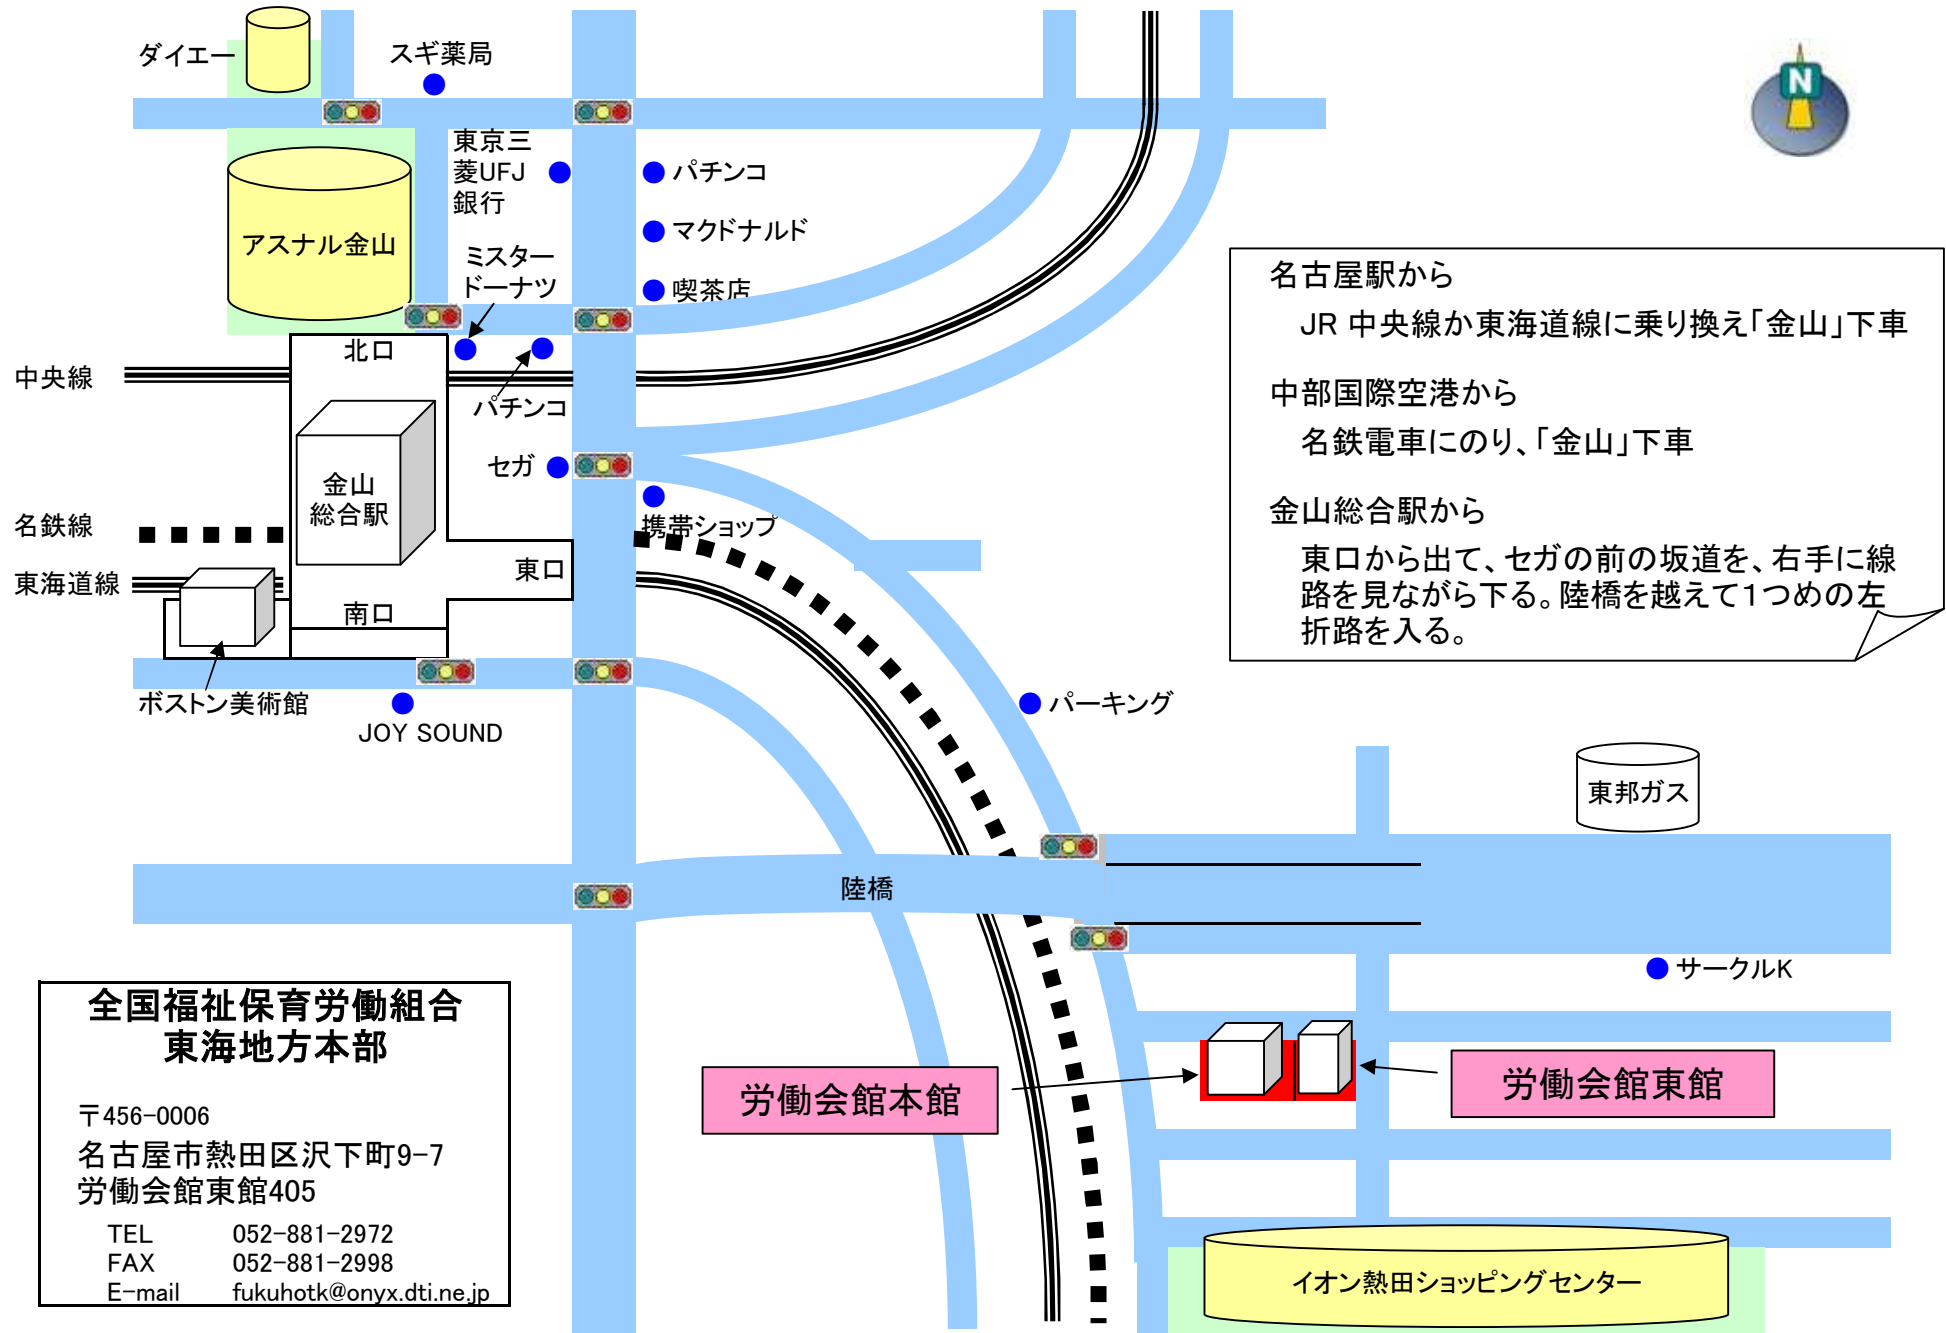 ダイエー
スギ薬局
N
東京三
菱UFJ
銀行
パチンコ
マクドナルド
喫茶店
アスナル金山
ミスター
ドーナツ
北口
中央線
パチンコ
セガ
金山
総合駅
携帯ショップ
名鉄線
東海道線
東口
南口
ボストン美術館
JOY SOUND
名古屋駅から
JR 中央線か東海道線に乗り換え「金山」下車
中部国際空港から
名鉄電車にのり、「金山」下車
金山総合駅から
東口から出て、セガの前の坂道を、右手に線
路を見ながら下る。陸橋を越えて１つめの左
折路を入る。
パーキング
東邦ガス
陸橋
サークルK
労働会館本館
労働会館東館
イオン熱田ショッピングセンター
全国福祉保育労働組合
東海地方本部
〒456-0006
名古屋市熱田区沢下町9-7
労働会館東館405
TEL 052-881-2972
FAX 052-881-2998
E-mail fukuhotk@onyx.dti.ne.jp